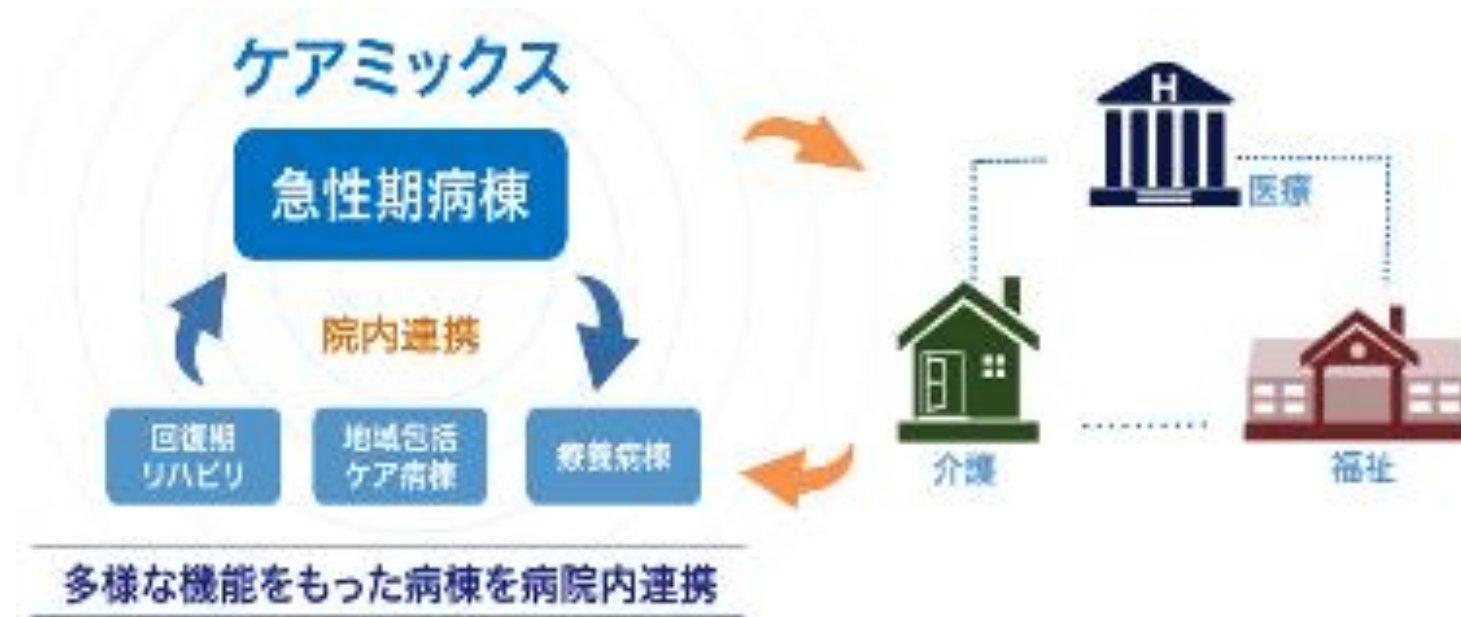 ケアミックス
急性期病棟
院内連携
回復期
リハビリ
地域包括
ケア病棟
療養病棟
多様な機能をもった病棟を病院内連携
H
医療
介護
福祉